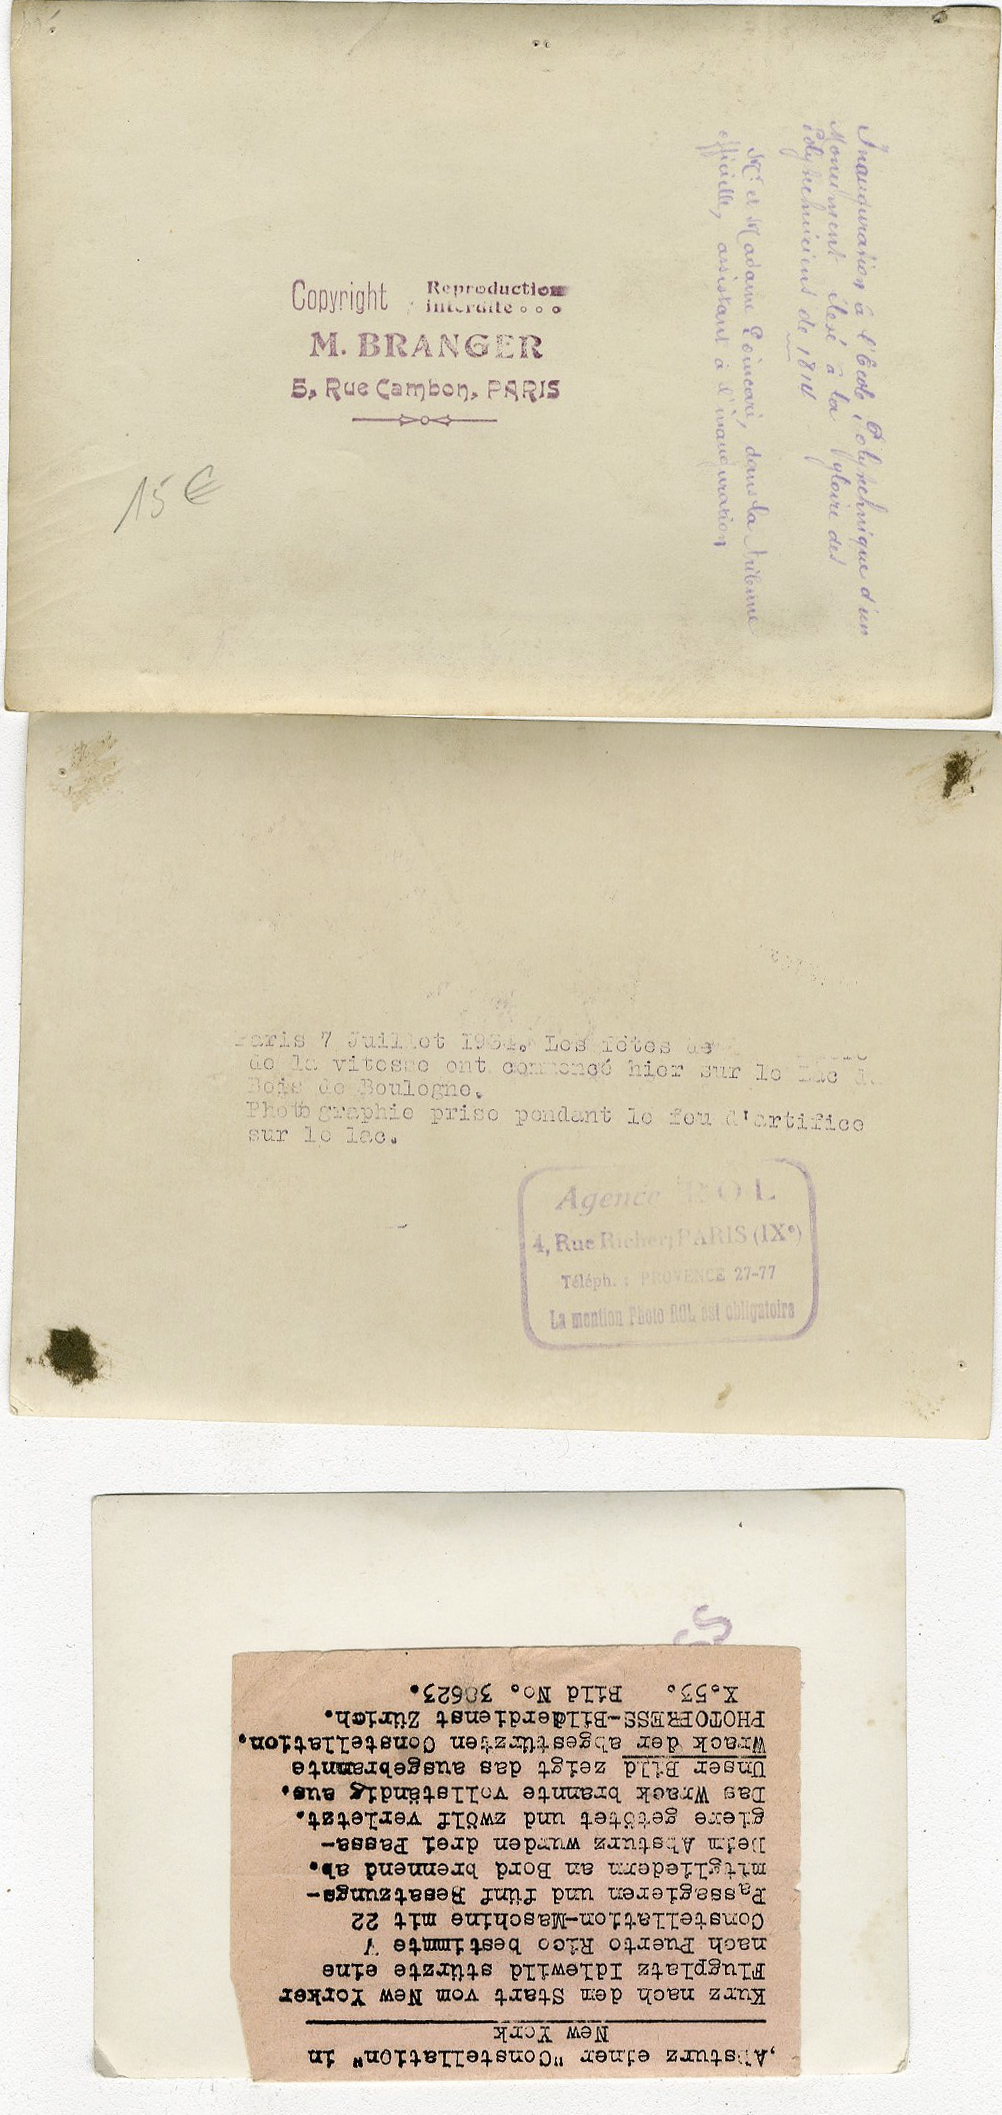 Copyright
Reproduction
interdite
M. BRANGER
5, Rue Cambon, PARIS
15€
Inauguration à l'Ecole Polytechnique d'un
Monument élevé à la gloire des
Polytechniciens de 1814
Mr et Madame Poincaré, dans la tribune
officielle, assistant à l'inauguration
Paris 7 Juillet 1934. Les fêtes de
de la vitesse ont commencé hier sur le Lac
Bois de Boulogne.
Photographie prise pendant le feu d'artifice
sur le lac.
Agence ROL
4, Rue Richer, PARIS (IXe)
Téléph. : PROVENCE 27-77
La mention Photo ROL est obligatoire
Absturz einer "Constellation" in
New York
Kurz nach dem Start vom New Yorker
Flugplatz Idlewild stürzte eine
nach Puerto Rico bestimmte
Constellation-Maschine mit 22
Passagieren und fünf Besatzungs-
mitgliedern an Bord brennend ab.
Beim Absturz wurden drei Passa-
giere getötet und zwölf verletzt.
Das Wrack brannte vollständig aus.
Unser Bild zeigt das ausgebrannte
Wrack der abgestürzten Constellation.
PHOTOPRESS-Bilderdienst Zürich.
X.53. Bild No. 38623.